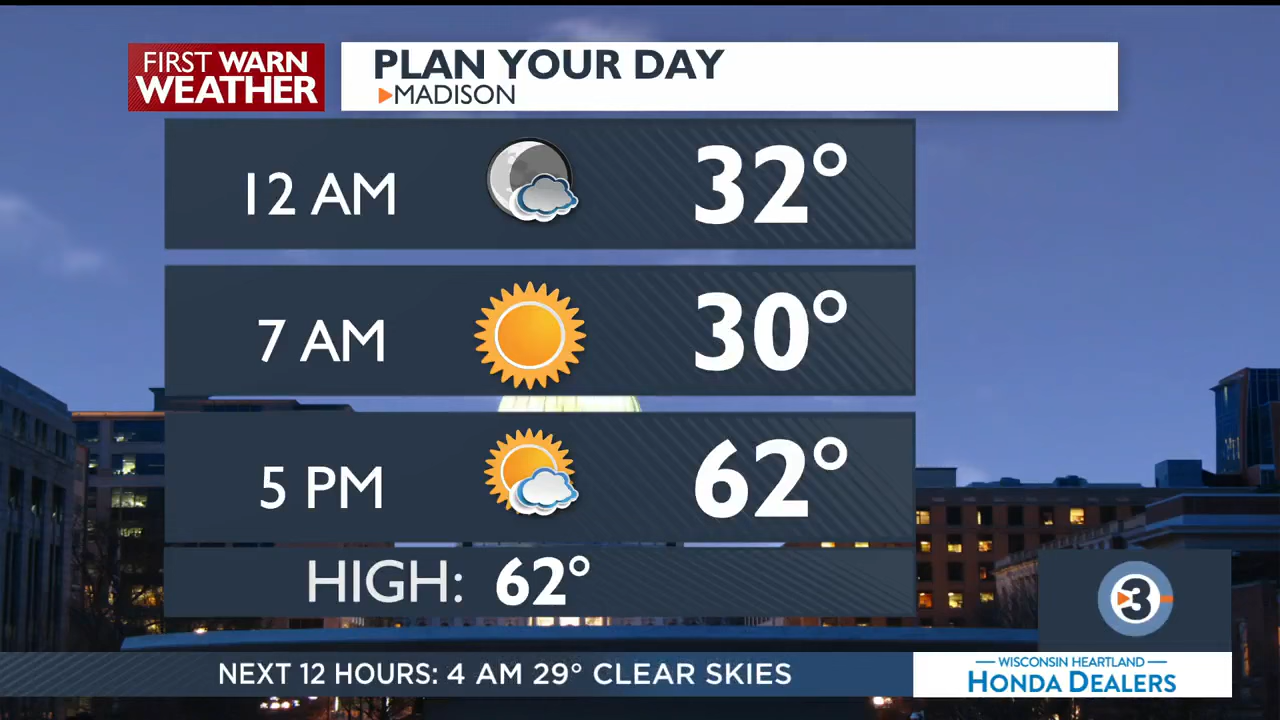 FIRST WARN
WEATHER
PLAN YOUR DAY
MADISON
12 AM 32°
7 AM 30°
5 PM 62°
HIGH: 62°
3
NEXT 12 HOURS: 4 AM 29° CLEAR SKIES
WISCONSIN HEARTLAND
HONDA DEALERS